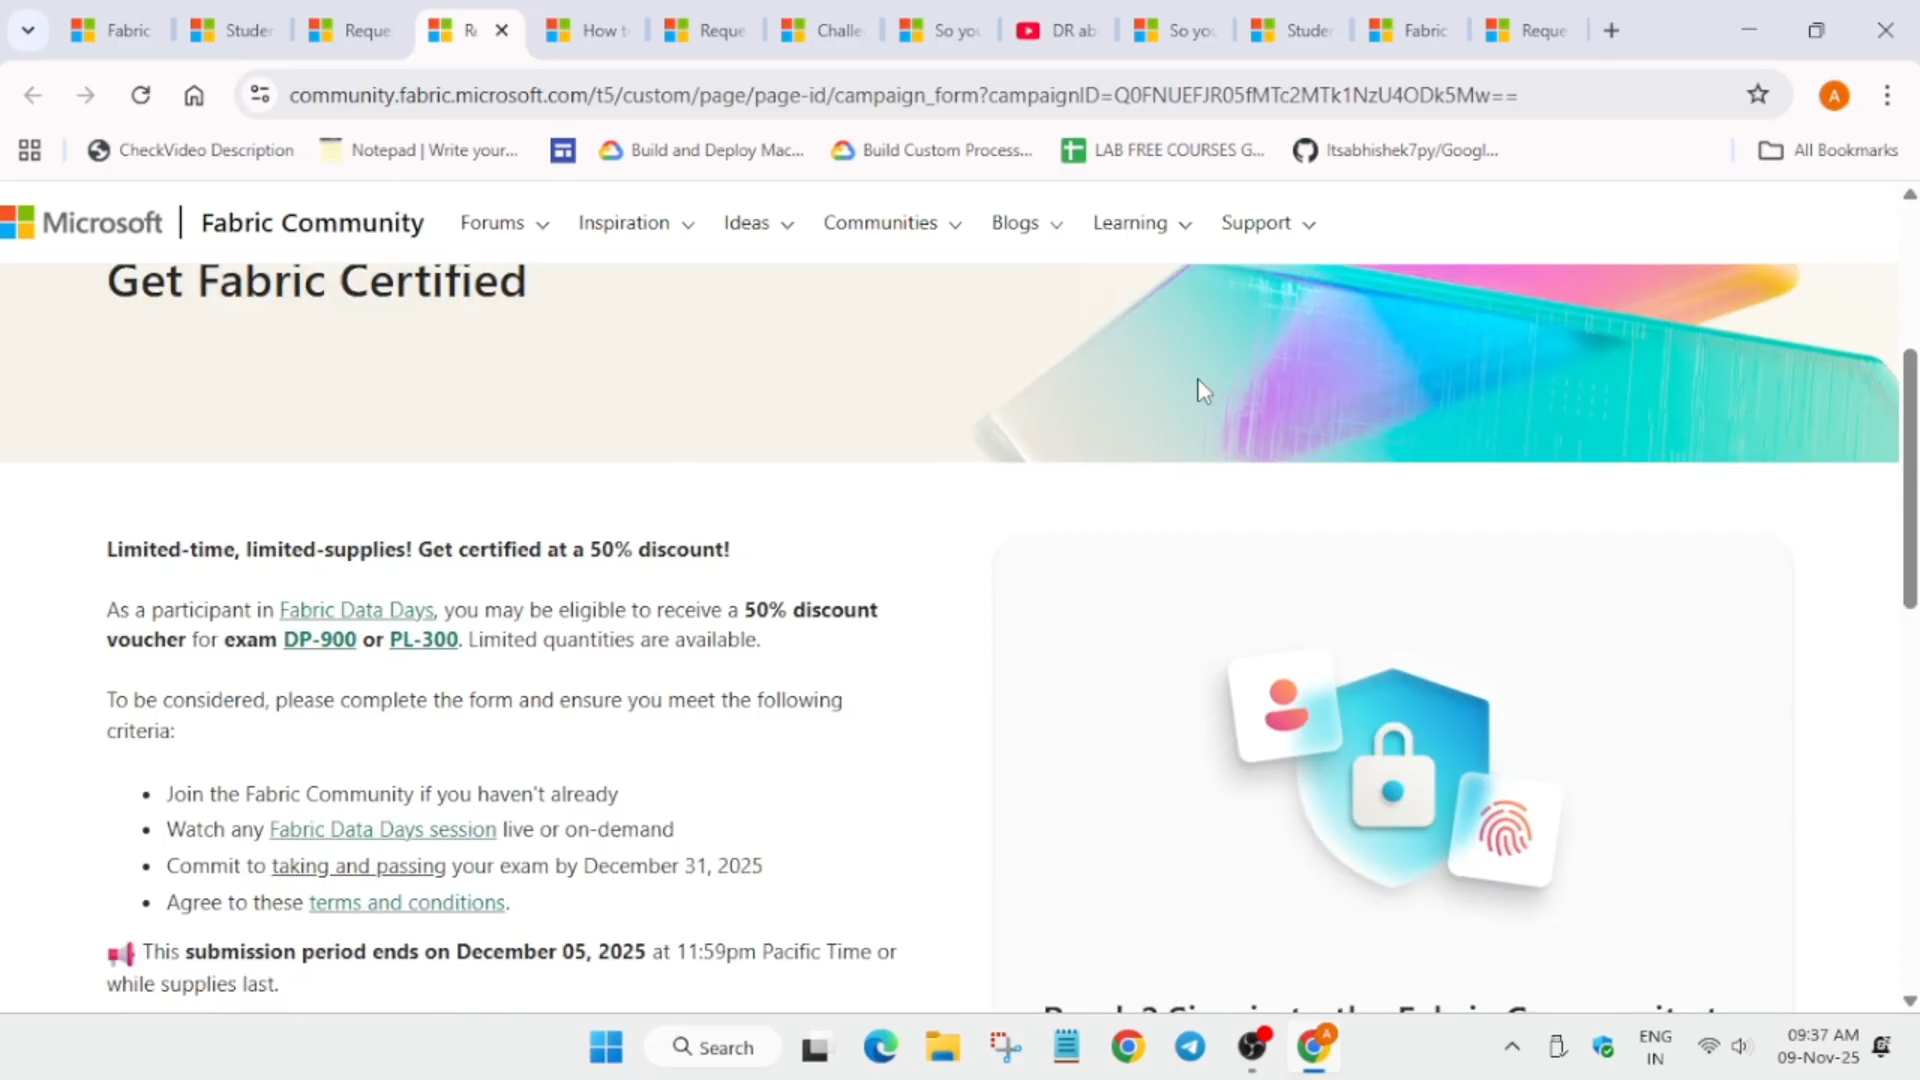 Fabric
Studen
Reque
Re
How t
Reque
Challe
So you
DR ab
So you
Studen
Fabric
Reque
community.fabric.microsoft.com/t5/custom/page/page-id/campaign_form?campaignID=Q0FNUEFJR05fMTc2MTk1NzU4ODk5Mw==
A
CheckVideo Description
Notepad | Write your...
Build and Deploy Mac...
Build Custom Process...
LAB FREE COURSES G...
Itsabhishek7py/Googl...
All Bookmarks
Microsoft | Fabric Community
Forums
Inspiration
Ideas
Communities
Blogs
Learning
Support
Get Fabric Certified
Limited-time, limited-supplies! Get certified at a 50% discount!
As a participant in Fabric Data Days, you may be eligible to receive a 50% discount
voucher for exam DP-900 or PL-300. Limited quantities are available.
To be considered, please complete the form and ensure you meet the following
criteria:
• Join the Fabric Community if you haven't already
• Watch any Fabric Data Days session live or on-demand
• Commit to taking and passing your exam by December 31, 2025
• Agree to these terms and conditions.
This submission period ends on December 05, 2025 at 11:59pm Pacific Time or
while supplies last.
Search
A
ENG
IN
09:37 AM
09-Nov-25